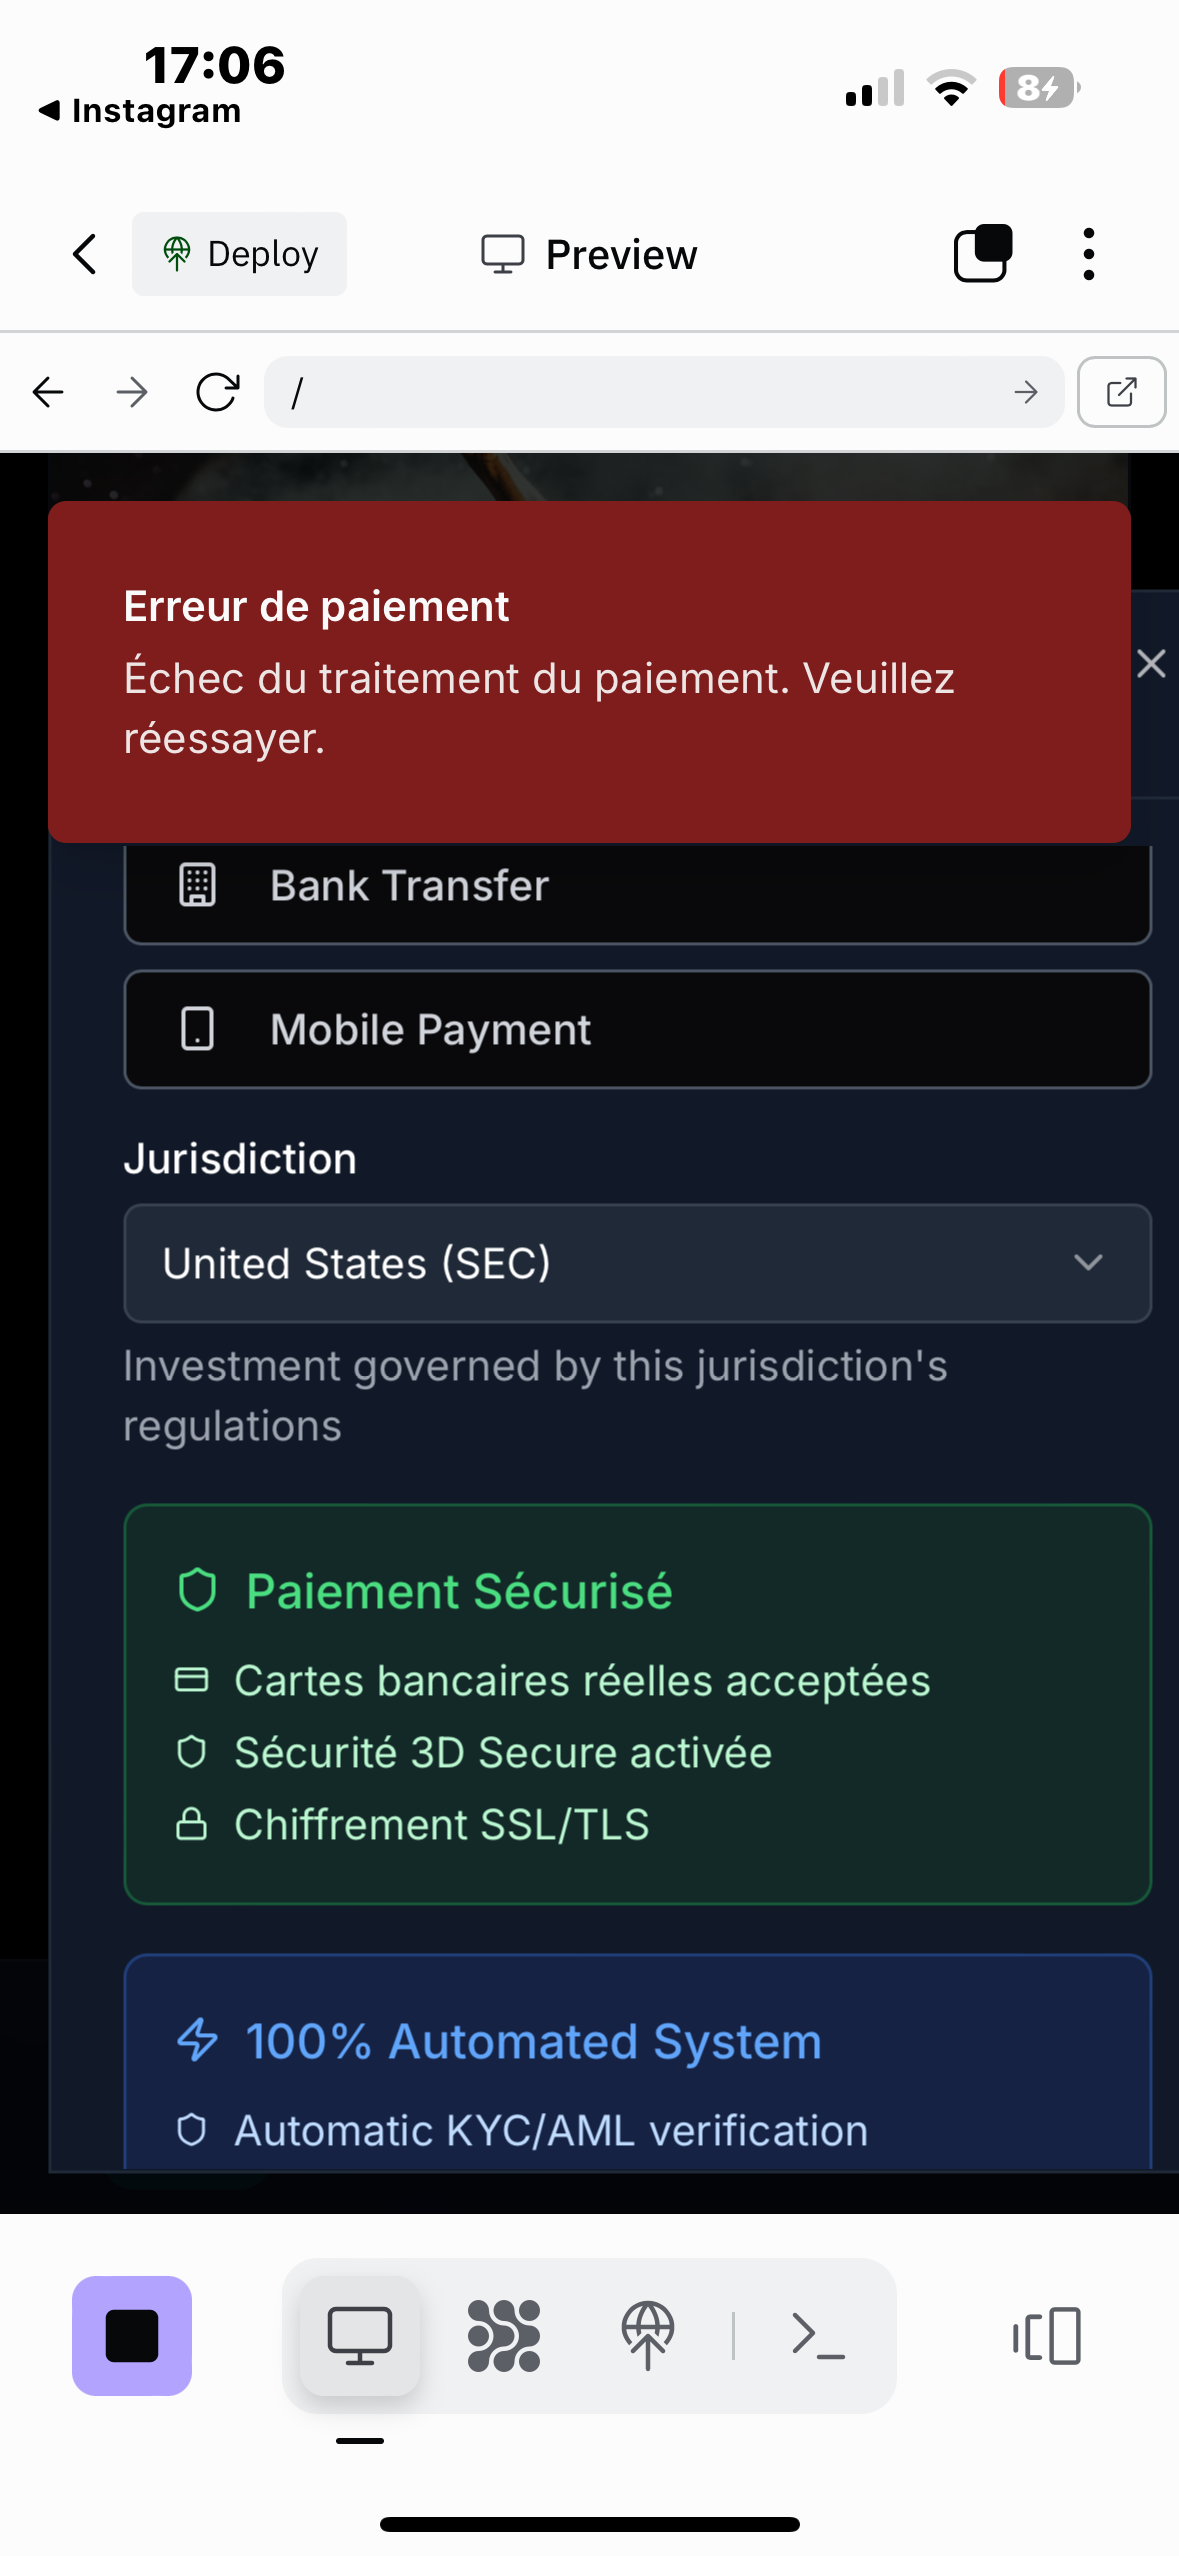 17:06
Instagram
8
Deploy
Preview
/
Erreur de paiement
Échec du traitement du paiement. Veuillez
réessayer.
Bank Transfer
Mobile Payment
Jurisdiction
United States (SEC)
Investment governed by this jurisdiction's
regulations
Paiement Sécurisé
Cartes bancaires réelles acceptées
Sécurité 3D Secure activée
Chiffrement SSL/TLS
100% Automated System
Automatic KYC/AML verification